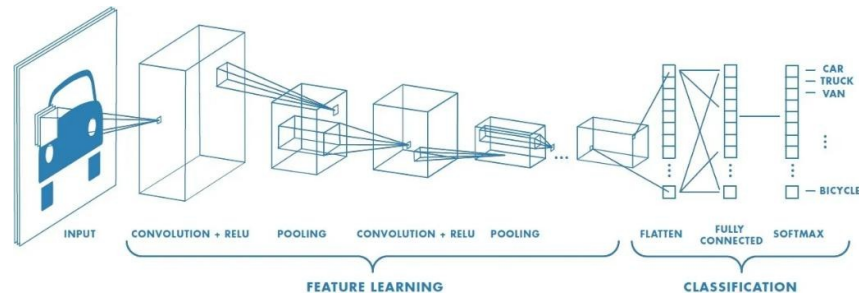 CAR
TRUCK
VAN
BICYCLE
INPUT
CONVOLUTION + RELU
POOLING
CONVOLUTION + RELU
POOLING
FLATTEN
FULLY
CONNECTED
SOFTMAX
FEATURE LEARNING
CLASSIFICATION